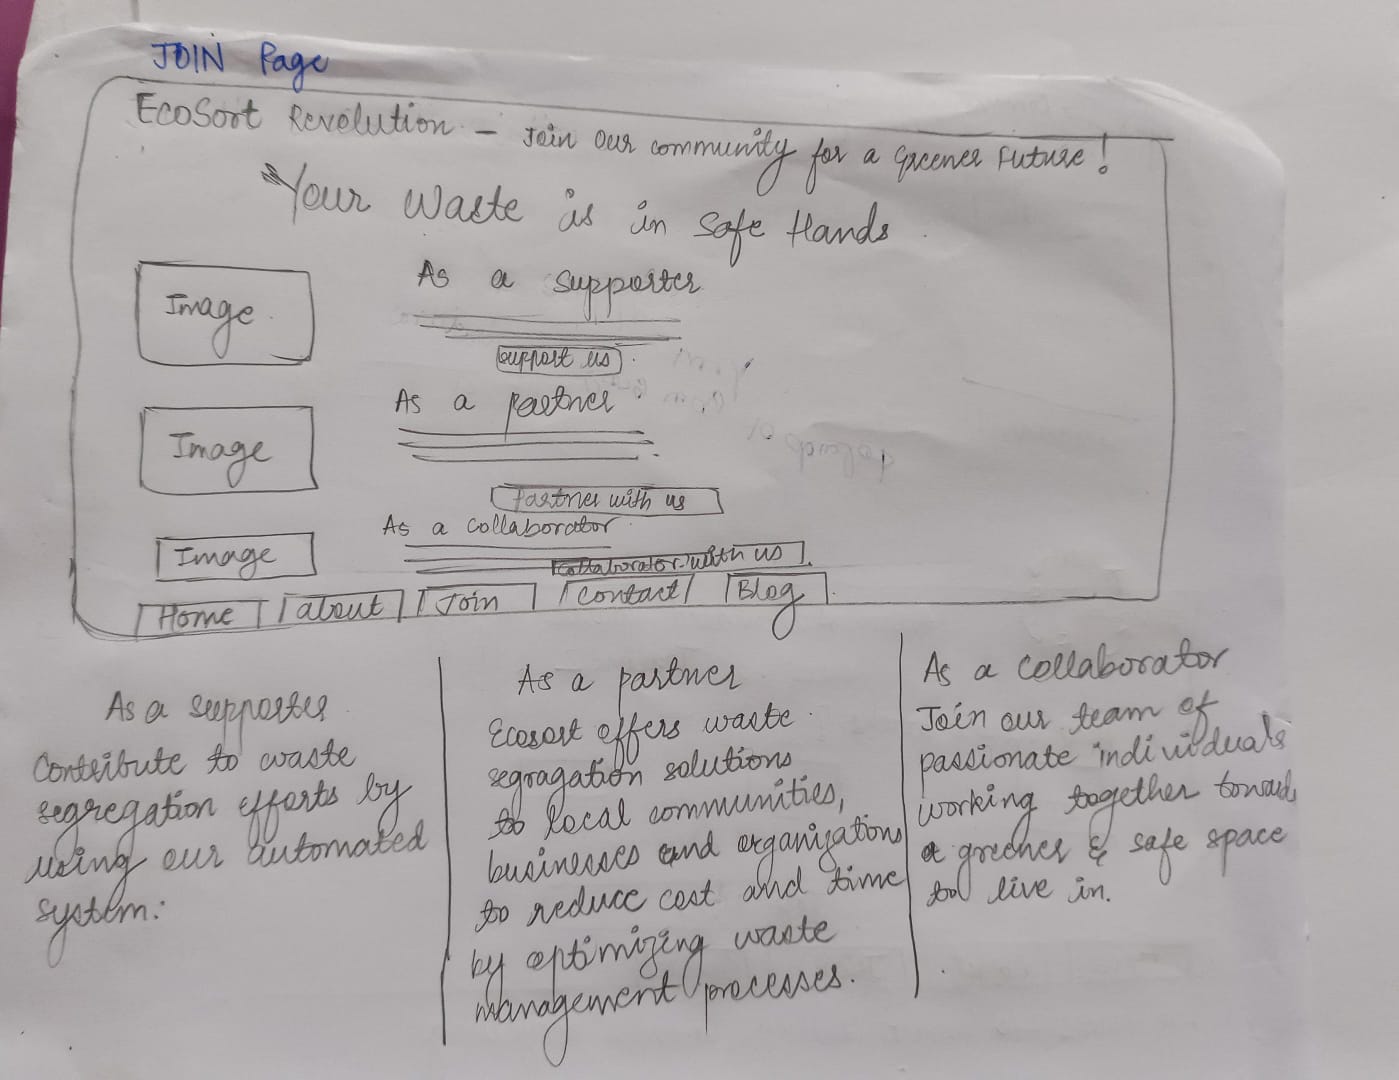 JOIN Page
EcoSort Revolution - Join our community for a Greener Future!
Your Waste is in Safe Hands
Image
As a supporter
Support us
Image
As a partner
Partner with us
Image
As a collaborator
Collaborator with us
Home about Join Contact Blog
As a supporter
Contribute to waste
segregation efforts by
using our automated
system.
As a partner
Ecosort offers waste
segragation solutions
to local communities,
businesses and organizations
to reduce cost and time
by optimizing waste
management processes.
As a collaborator
Join our team of
passionate individuals
working together towards
a greener & safe space
to live in.